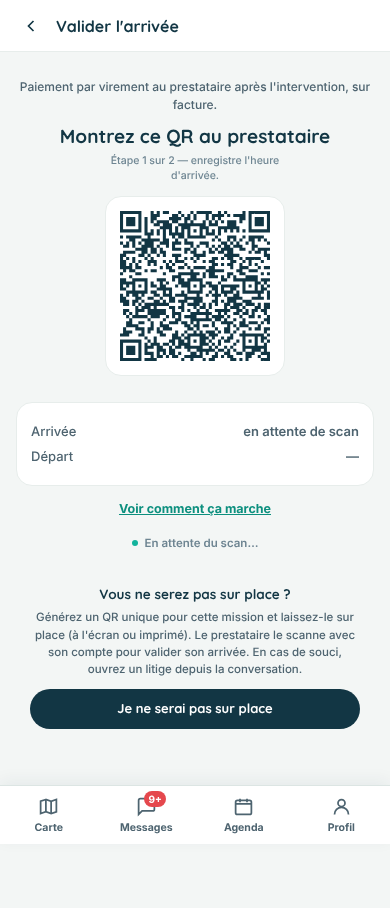 Valider l'arrivée
Paiement par virement au prestataire après l'intervention, sur
facture.
Montrez ce QR au prestataire
Étape 1 sur 2 — enregistre l'heure
d'arrivée.
Arrivée en attente de scan
Départ —
Voir comment ça marche
En attente du scan...
Vous ne serez pas sur place ?
Générez un QR unique pour cette mission et laissez-le sur
place (à l'écran ou imprimé). Le prestataire le scanne avec
son compte pour valider son arrivée. En cas de souci,
ouvrez un litige depuis la conversation.
Je ne serai pas sur place
9+
Carte Messages Agenda Profil